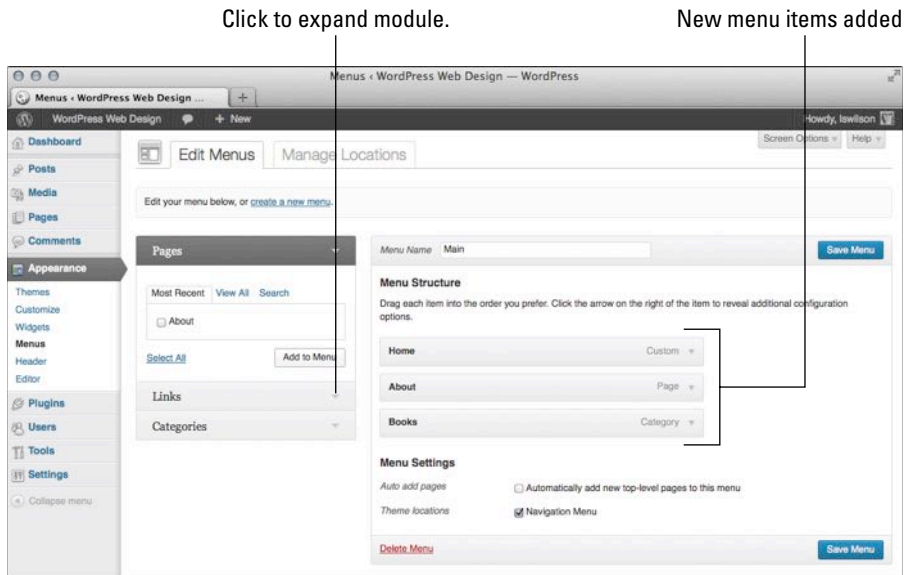 Click to expand module.
New menu items added
Menus ‹ WordPress Web Design — WordPress
Menus ‹ WordPress Web Design ...
+
WordPress Web Design
+ New
Howdy, lswilson
Dashboard
Posts
Media
Pages
Comments
Appearance
Themes
Customize
Widgets
Menus
Header
Editor
Plugins
Users
Tools
Settings
Collapse menu
Screen Options
Help
Edit Menus
Manage Locations
Edit your menu below, or create a new menu.
Pages
Most Recent View All Search
About
Select All
Add to Menu
Links
Categories
Menu Name Main
Save Menu
Menu Structure
Drag each item into the order you prefer. Click the arrow on the right of the item to reveal additional configuration
options.
Home Custom
About Page
Books Category
Menu Settings
Auto add pages Automatically add new top-level pages to this menu
Theme locations Navigation Menu
Delete Menu
Save Menu